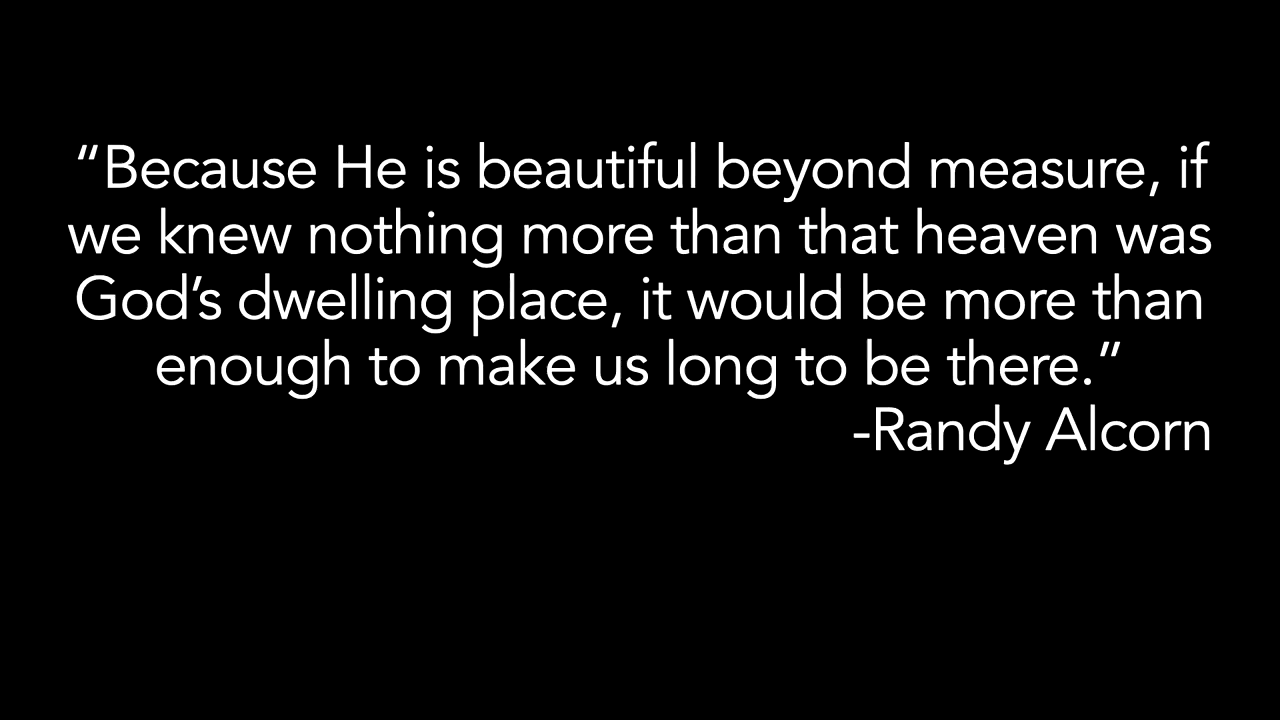 “Because He is beautiful beyond measure, if
we knew nothing more than that heaven was
God’s dwelling place, it would be more than
enough to make us long to be there.”
-Randy Alcorn